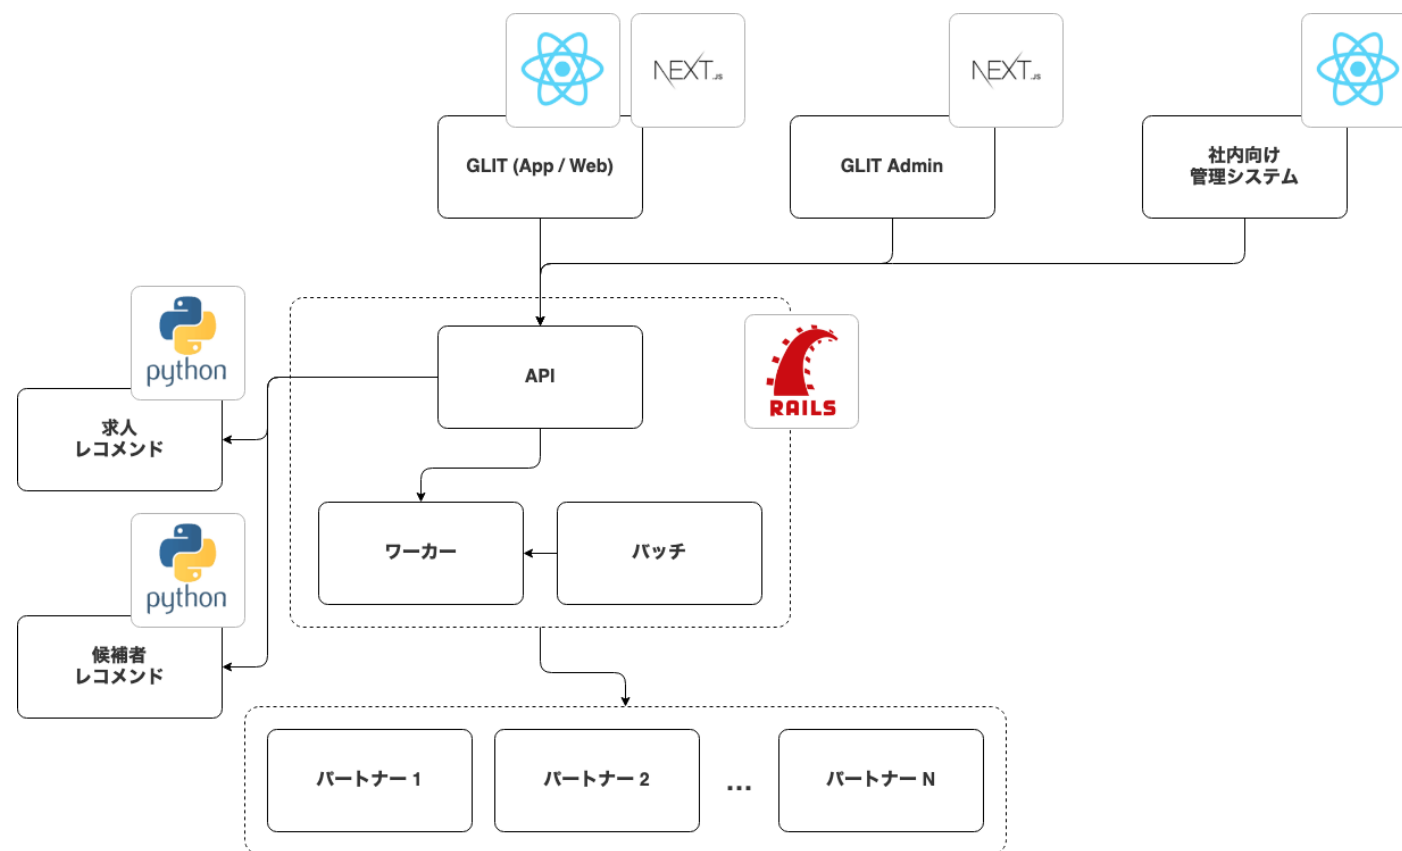 NEXT.JS
NEXT.JS
GLIT (App / Web)
GLIT Admin
社内向け
管理システム
python
求人
レコメンド
API
RAILS
ワーカー
バッチ
python
候補者
レコメンド
パートナー 1
パートナー 2
...
パートナー N